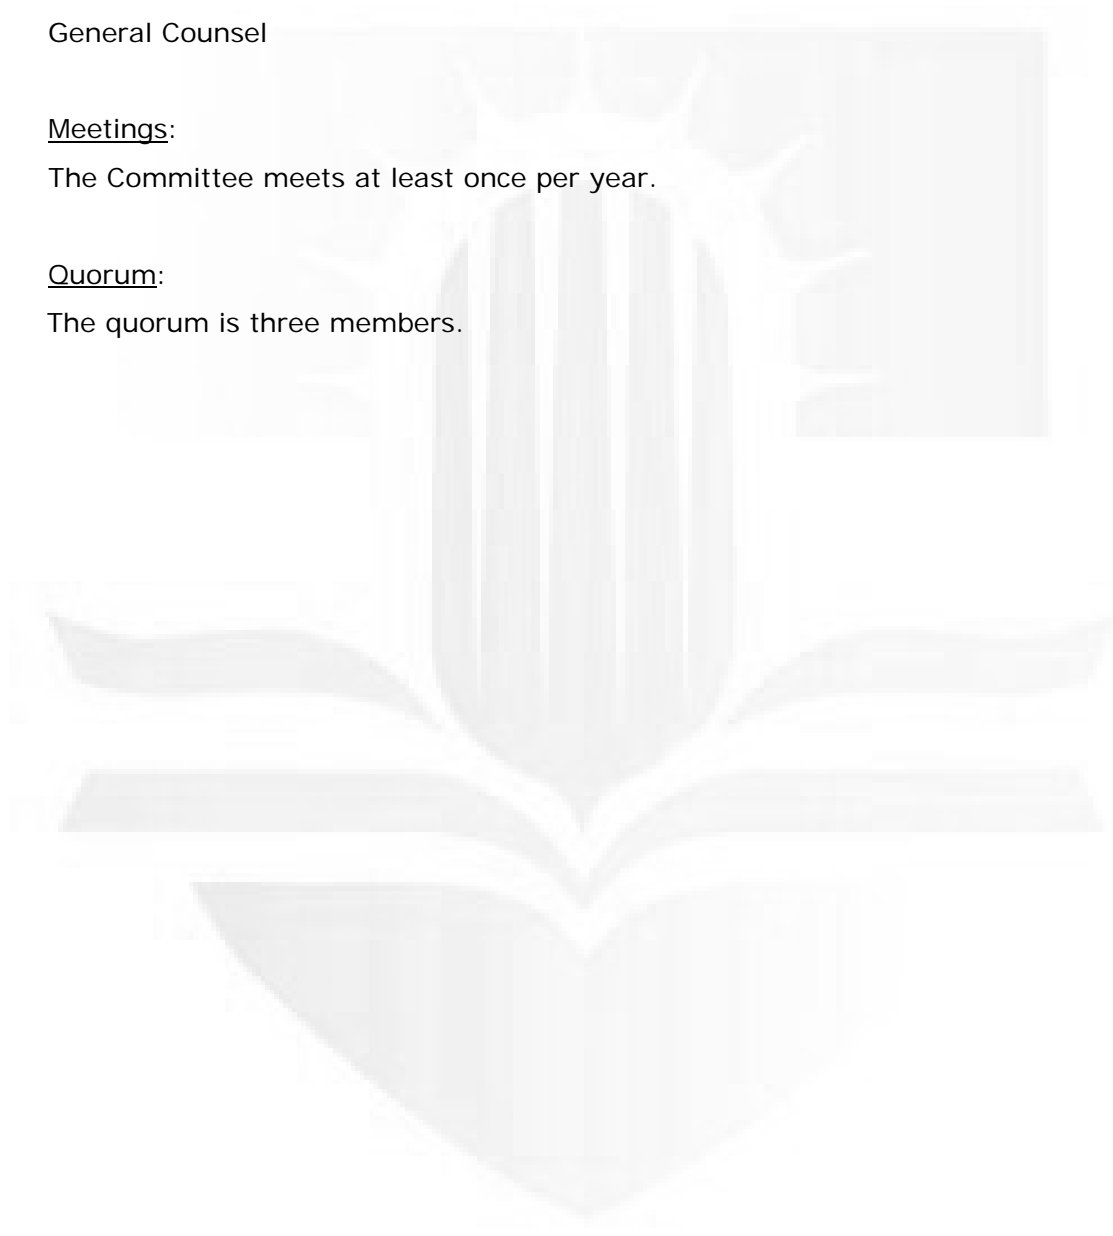 General Counsel
Meetings:
The Committee meets at least once per year.
Quorum:
The quorum is three members.